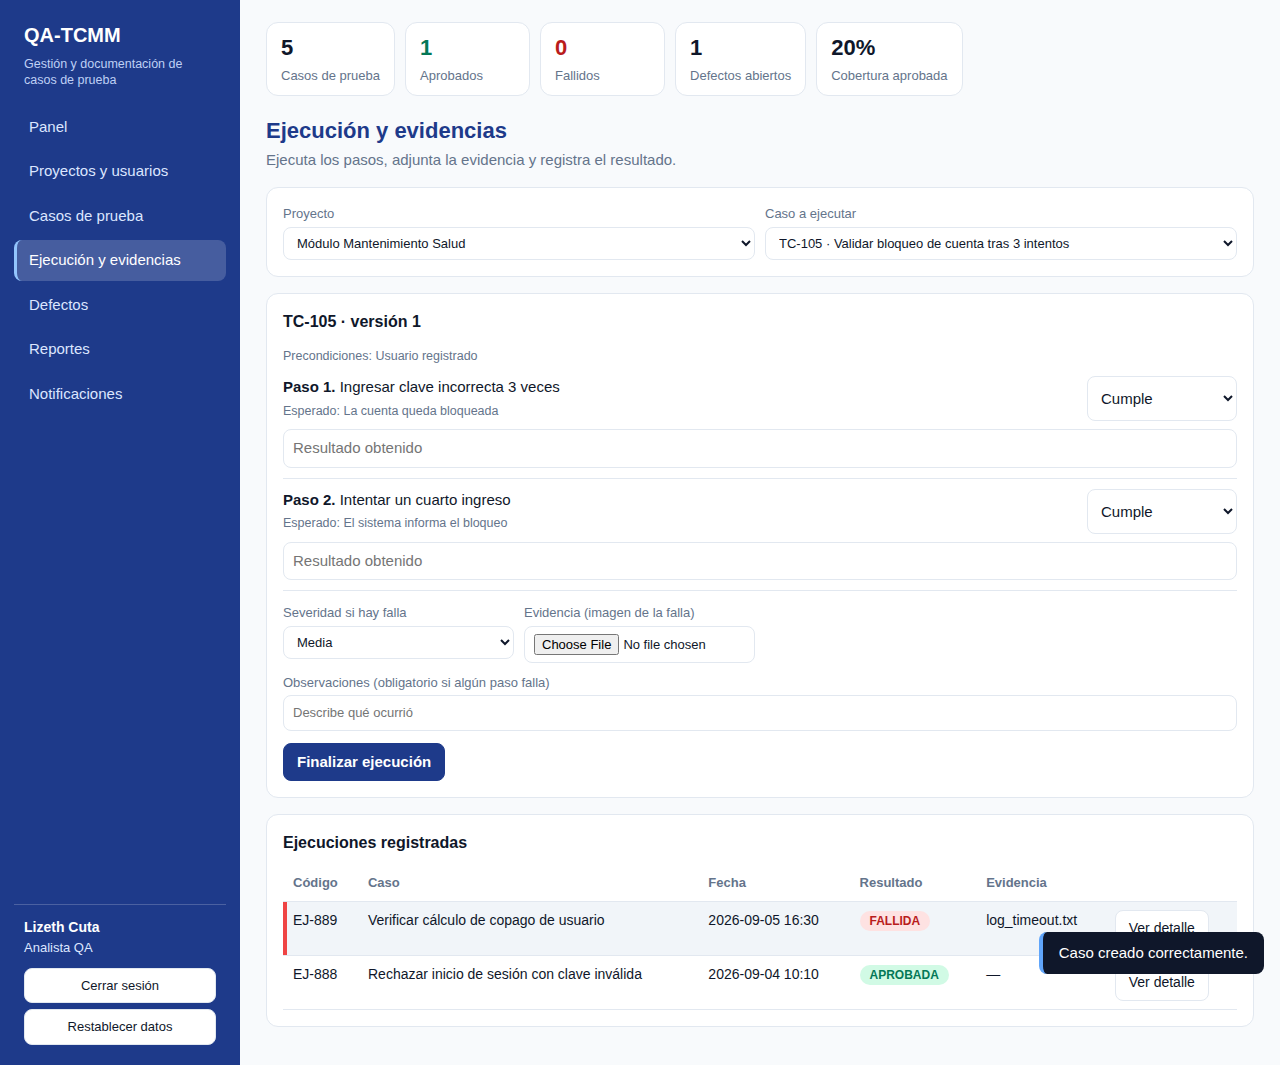 QA-TCMM
Gestión y documentación de
casos de prueba
Panel
Proyectos y usuarios
Casos de prueba
Ejecución y evidencias
Defectos
Reportes
Notificaciones
Lizeth Cuta
Analista QA
Cerrar sesión
Restablecer datos
5
Casos de prueba
1
Aprobados
0
Fallidos
1
Defectos abiertos
20%
Cobertura aprobada
Ejecución y evidencias
Ejecuta los pasos, adjunta la evidencia y registra el resultado.
Proyecto
Módulo Mantenimiento Salud
Caso a ejecutar
TC-105 · Validar bloqueo de cuenta tras 3 intentos
TC-105 · versión 1
Precondiciones: Usuario registrado
Paso 1. Ingresar clave incorrecta 3 veces
Esperado: La cuenta queda bloqueada
Cumple
Resultado obtenido
Paso 2. Intentar un cuarto ingreso
Esperado: El sistema informa el bloqueo
Cumple
Resultado obtenido
Severidad si hay falla
Media
Evidencia (imagen de la falla)
Choose File No file chosen
Observaciones (obligatorio si algún paso falla)
Describe qué ocurrió
Finalizar ejecución
Ejecuciones registradas
Código Caso Fecha Resultado Evidencia
EJ-889 Verificar cálculo de copago de usuario 2026-09-05 16:30 FALLIDA log_timeout.txt Ver detalle
Caso creado correctamente.
EJ-888 Rechazar inicio de sesión con clave inválida 2026-09-04 10:10 APROBADA — Ver detalle